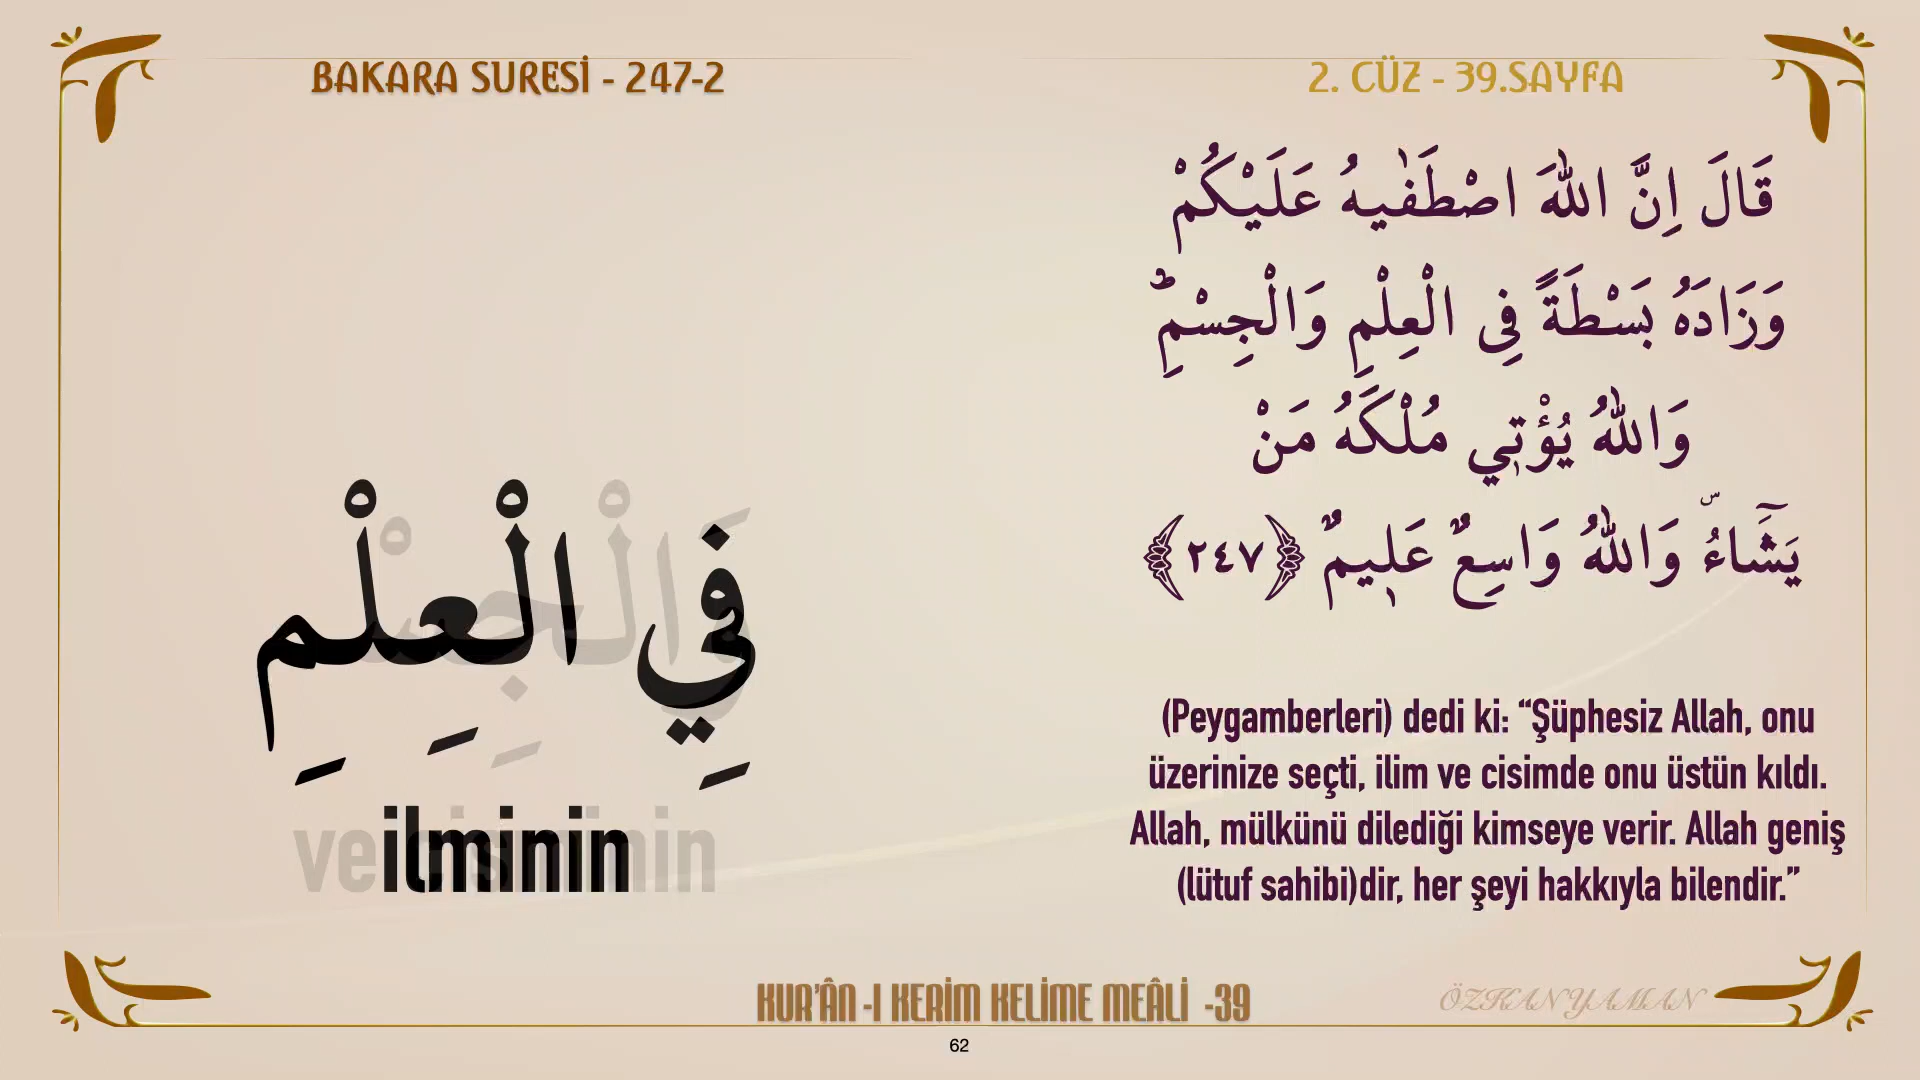 BAKARA SURESİ - 247-2
2. CÜZ - 39.SAYFA
قَالَ اِنَّ اللّٰهَ اصْطَفٰيهُ عَلَيْكُمْ
وَزَادَهُ بَسْطَةً فِى الْعِلْمِ وَالْجِسْمِۜ
وَاللّٰهُ يُؤْت۪ي مُلْكَهُ مَنْ
يَشَٓاءُۜ وَاللّٰهُ وَاسِعٌ عَل۪يمٌ ﴿٢٤٧﴾
فِي الْعِلْمِ
وَالْجِسْمِ
ilminin
ve cisminin
(Peygamberleri) dedi ki: “Şüphesiz Allah, onu
üzerinize seçti, ilim ve cisimde onu üstün kıldı.
Allah, mülkünü dilediği kimseye verir. Allah geniş
(lütuf sahibi)dir, her şeyi hakkıyla bilendir.”
KUR’ÂN -I KERİM KELİME MEÂLİ -39
ÖZKAN YAMAN
62